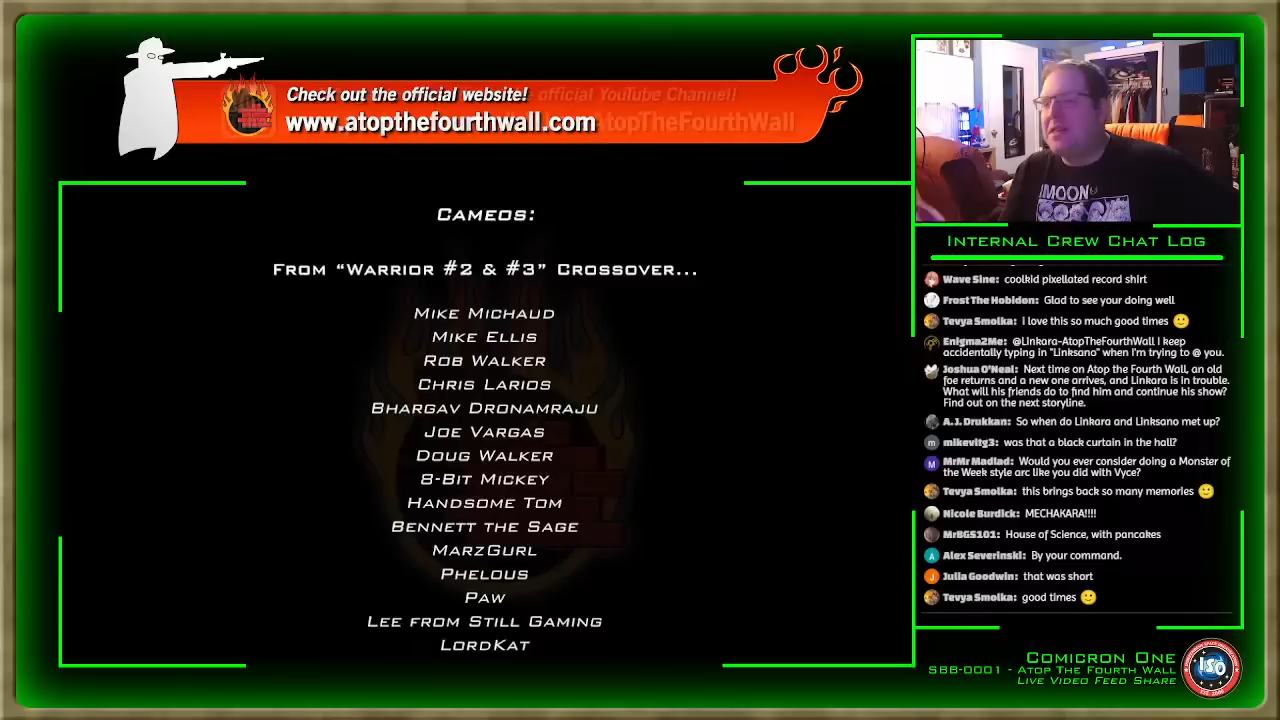 Check out the official website!
www.atopthefourthwall.com
CAMEOS:
FROM “WARRIOR #2 & #3” CROSSOVER...
MIKE MICHAUD
MIKE ELLIS
ROB WALKER
CHRIS LARIOS
BHARGAV DRONAMRAJU
JOE VARGAS
DOUG WALKER
8-BIT MICKEY
HANDSOME TOM
BENNETT THE SAGE
MARZGURL
PHELOUS
PAW
LEE FROM STILL GAMING
LORDKAT
MOON
INTERNAL CREW CHAT LOG
Wave Sine: coolkid pixellated record shirt
Frost The Hobidon: Glad to see your doing well
Tevya Smolka: i love this so much good times 🙂
Enigma2Me: @Linkara-AtopTheFourthWall I keep
accidentally typing in "Linksano" when I'm trying to @ you.
Joshua O'Neal: Next time on Atop the Fourth Wall, an old
foe returns and a new one arrives, and Linkara is in trouble.
What will his friends do to find him and continue his show?
Find out on the next storyline.
A.J. Drukkan: So when do Linkara and Linksano met up?
m
mikevitg3: was that a black curtain in the hall?
M
MrMr Madlad: Would you ever consider doing a Monster of
the Week style arc like you did with Vyce?
Tevya Smolka: this brings back so many memories 🙂
Nicole Burdick: MECHAKARA!!!!
MrBGS101: House of Science, with pancakes
A
Alex Severinski: By your command.
J
Julia Goodwin: that was short
Tevya Smolka: good times 🙂
COMICRON ONE
SBB-0001 - ATOP THE FOURTH WALL
LIVE VIDEO FEED SHARE
ISO